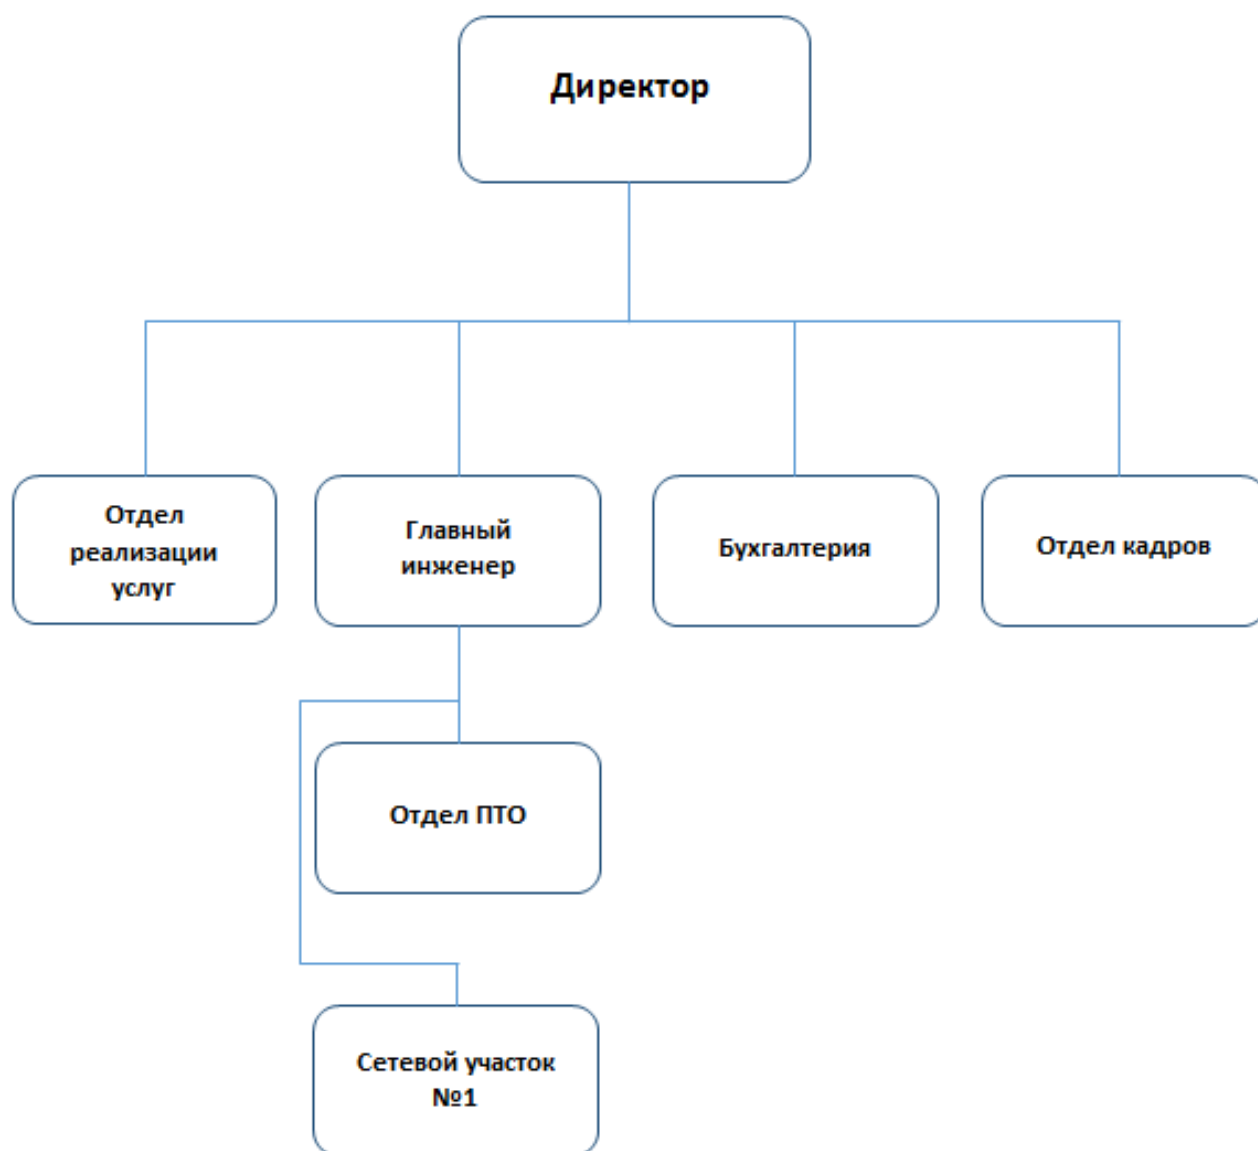 Директор
Отдел
реализации
услуг
Главный
инженер
Бухгалтерия
Отдел кадров
Отдел ПТО
Сетевой участок
№1